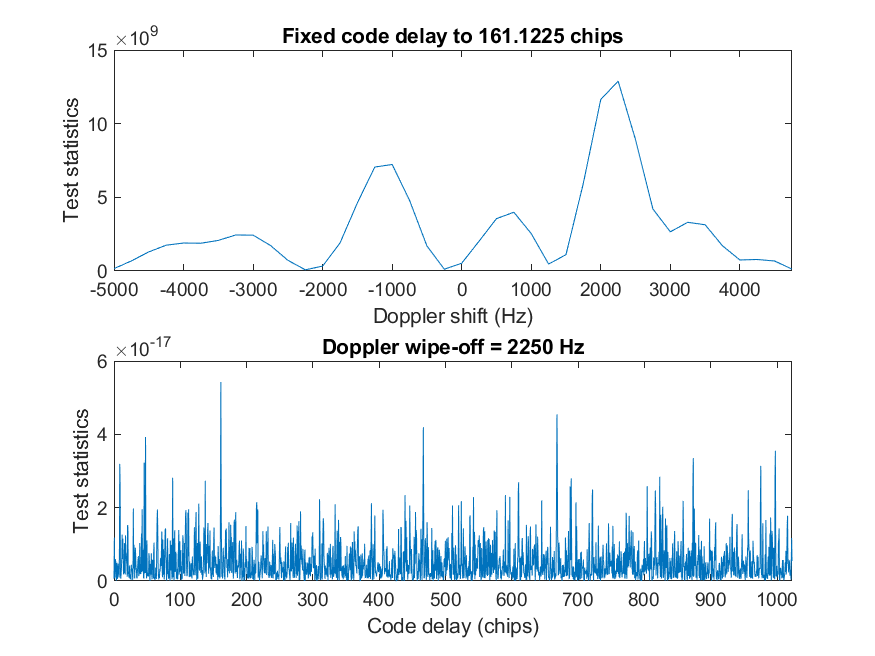 Fixed code delay to 161.1225 chips
×10^9
15
10
5
0
Test statistics
-5000 -4000 -3000 -2000 -1000 0 1000 2000 3000 4000
Doppler shift (Hz)
Doppler wipe-off = 2250 Hz
×10^-17
6
4
2
0
Test statistics
0 100 200 300 400 500 600 700 800 900 1000
Code delay (chips)